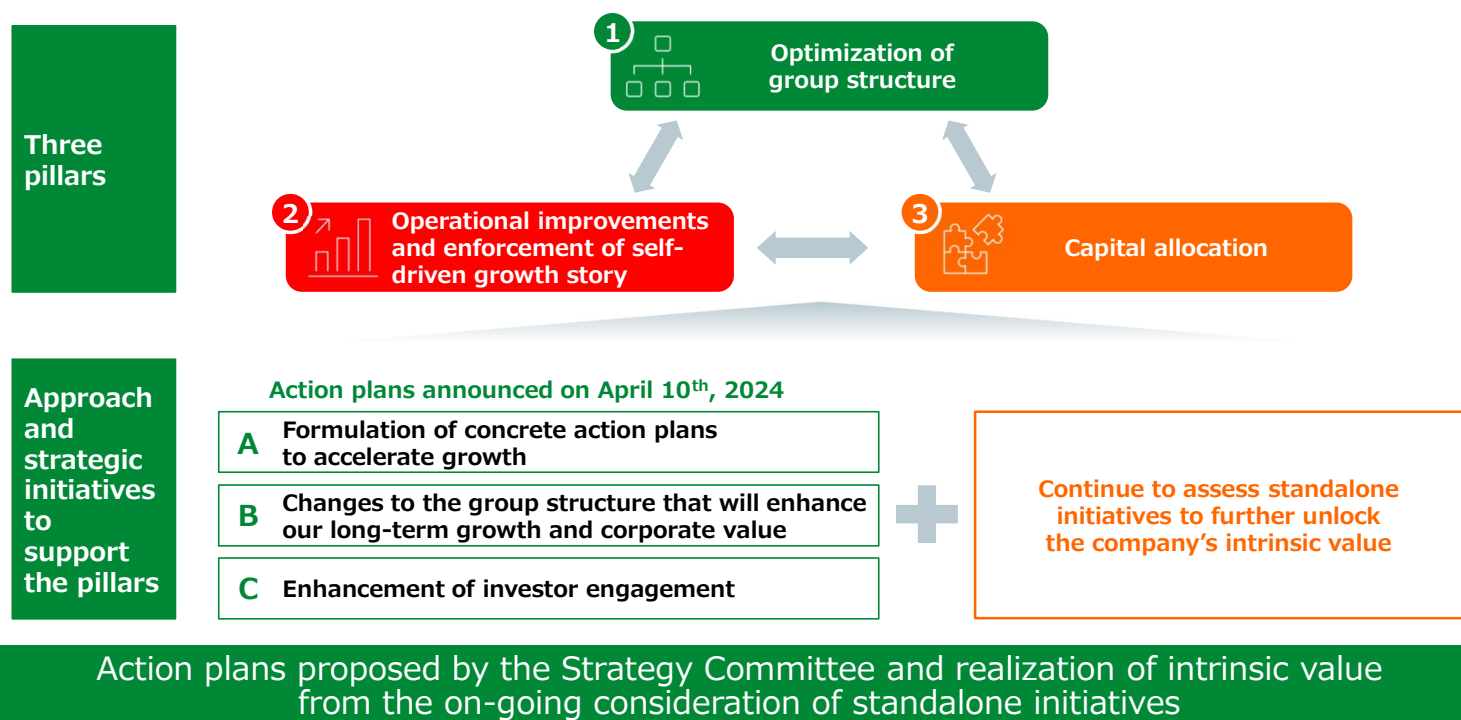 Three
pillars
1
Optimization of
group structure
2
Operational improvements
and enforcement of self-
driven growth story
3
Capital allocation
Approach
and
strategic
initiatives
to
support
the pillars
Action plans announced on April 10th, 2024
A
Formulation of concrete action plans
to accelerate growth
B
Changes to the group structure that will enhance
our long-term growth and corporate value
C
Enhancement of investor engagement
Continue to assess standalone
initiatives to further unlock
the company’s intrinsic value
Action plans proposed by the Strategy Committee and realization of intrinsic value
from the on-going consideration of standalone initiatives